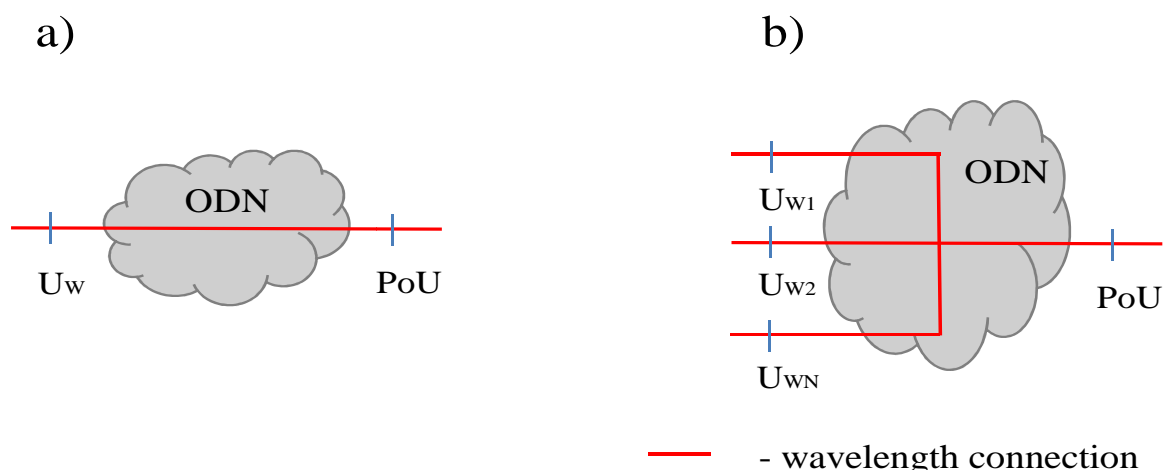 a)
ODN
UW
PoU
b)
ODN
UW1
UW2
PoU
UWN
- wavelength connection